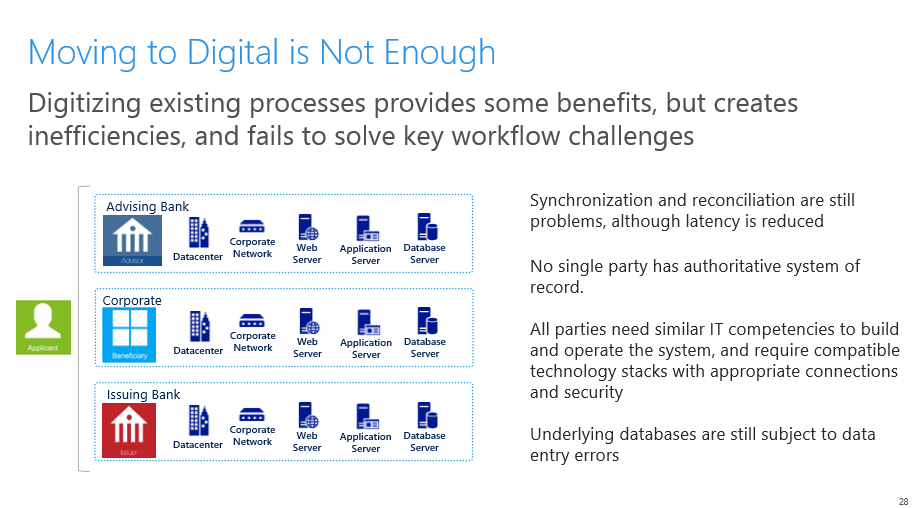 Moving to Digital is Not Enough
Digitizing existing processes provides some benefits, but creates
inefficiencies, and fails to solve key workflow challenges
Advising Bank
Advisor
Datacenter
Corporate
Network
Web
Server
Application
Server
Database
Server
Applicant
Corporate
Beneficiary
Datacenter
Corporate
Network
Web
Server
Application
Server
Database
Server
Issuing Bank
Issuer
Datacenter
Corporate
Network
Web
Server
Application
Server
Database
Server
Synchronization and reconciliation are still
problems, although latency is reduced
No single party has authoritative system of
record.
All parties need similar IT competencies to build
and operate the system, and require compatible
technology stacks with appropriate connections
and security
Underlying databases are still subject to data
entry errors
28